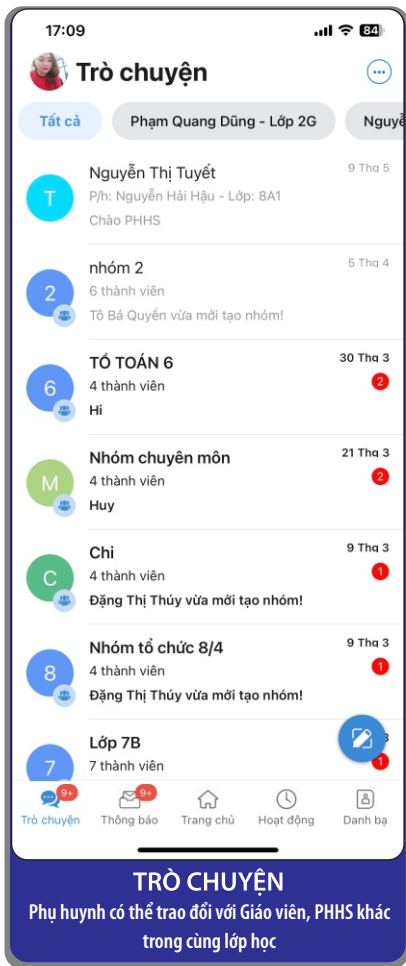 17:09
84
Trò chuyện
Tất cả
Phạm Quang Dũng - Lớp 2G
Nguyễ
T
Nguyễn Thị Tuyết
9 Thg 5
P/h: Nguyễn Hải Hậu - Lớp: 8A1
Chào PHHS
2
nhóm 2
5 Thg 4
6 thành viên
Tô Bá Quyền vừa mới tạo nhóm!
6
TỔ TOÁN 6
30 Thg 3
4 thành viên
2
Hi
M
Nhóm chuyên môn
21 Thg 3
4 thành viên
2
Huy
C
Chi
9 Thg 3
4 thành viên
1
Đặng Thị Thúy vừa mới tạo nhóm!
8
Nhóm tổ chức 8/4
9 Thg 3
4 thành viên
1
Đặng Thị Thúy vừa mới tạo nhóm!
7
Lớp 7B
3
7 thành viên
1
9+
9+
Trò chuyện
Thông báo
Trang chủ
Hoạt động
Danh bạ
TRÒ CHUYỆN
Phụ huynh có thể trao đổi với Giáo viên, PHHS khác
trong cùng lớp học